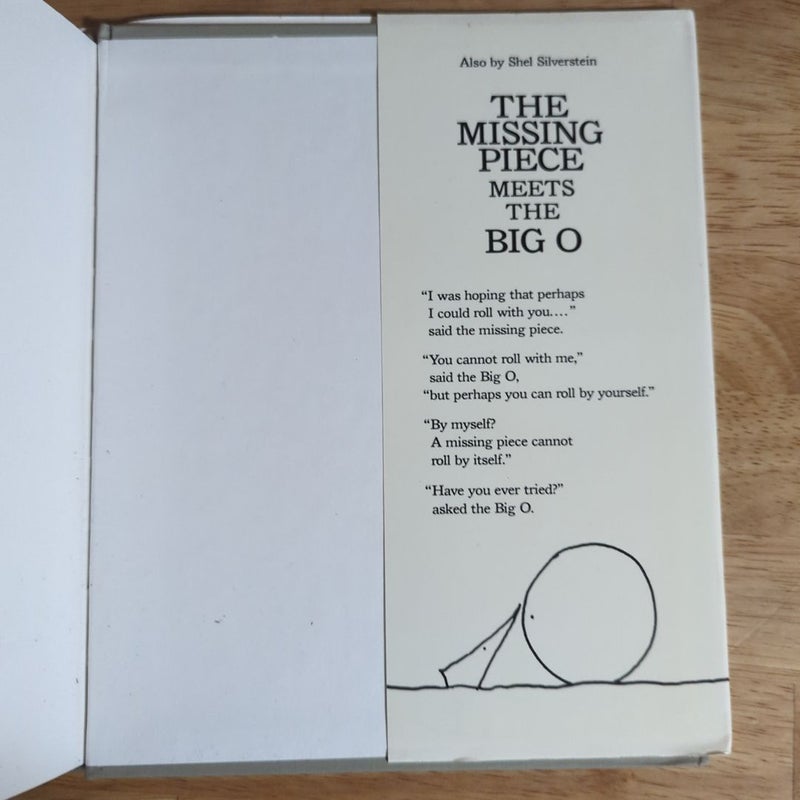 Also by Shel Silverstein
THE
MISSING
PIECE
MEETS
THE
BIG O
“I was hoping that perhaps
I could roll with you....”
said the missing piece.
“You cannot roll with me,”
said the Big O,
“but perhaps you can roll by yourself.”
“By myself?
A missing piece cannot
roll by itself.”
“Have you ever tried?”
asked the Big O.